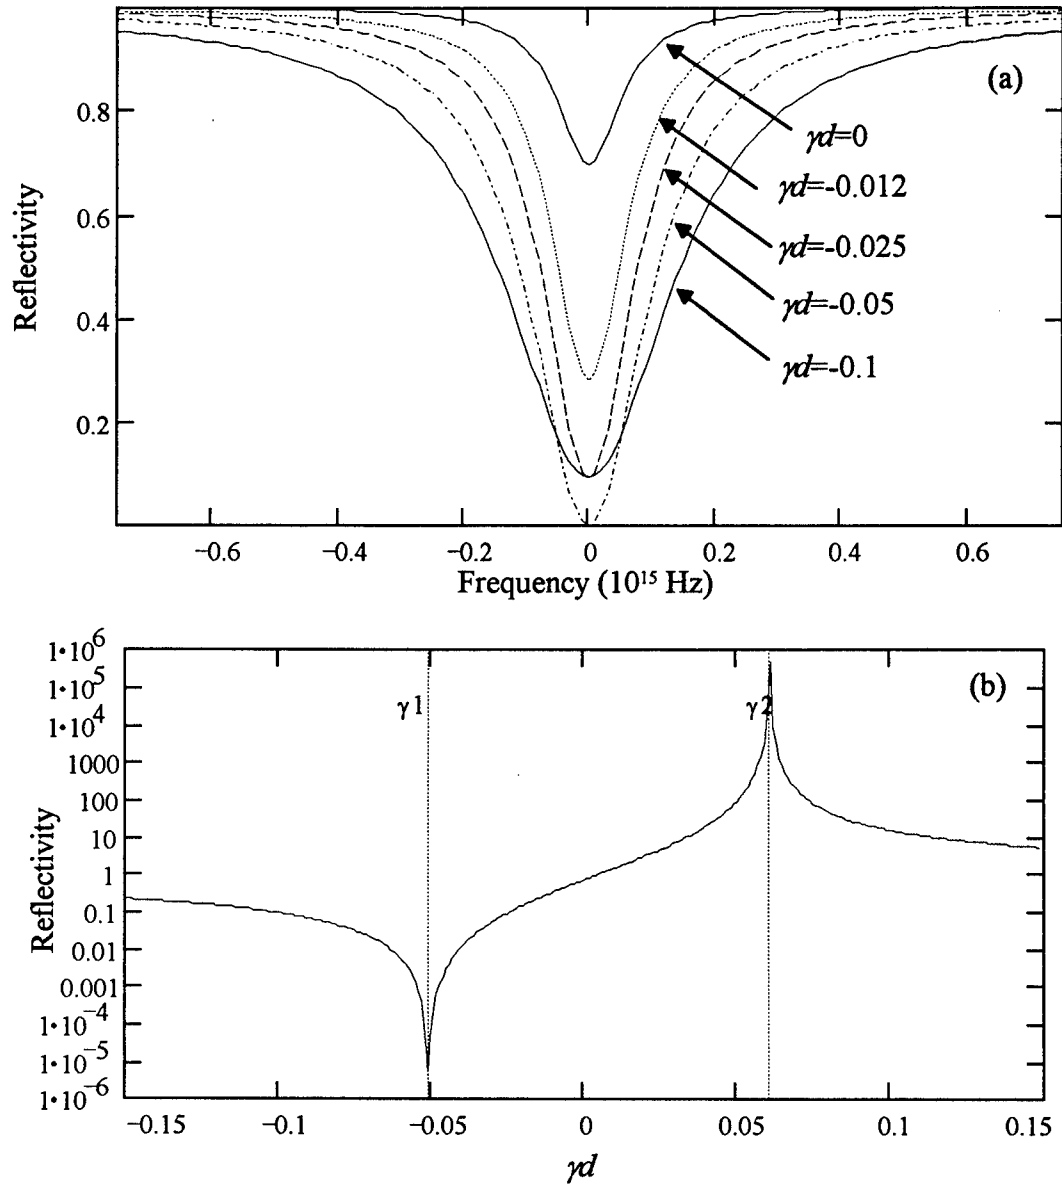 (a)
0.8
0.6
0.4
0.2
Reflectivity
γd=0
γd=-0.012
γd=-0.025
γd=-0.05
γd=-0.1
−0.6 −0.4 −0.2 0 0.2 0.4 0.6
Frequency (10¹⁵ Hz)
(b)
1•10⁶
1•10⁵
1•10⁴
1000
100
10
1
0.1
0.01
0.001
1•10⁻⁴
1•10⁻⁵
1•10⁻⁶
Reflectivity
γ1
γ2
−0.15 −0.1 −0.05 0 0.05 0.1 0.15
γd